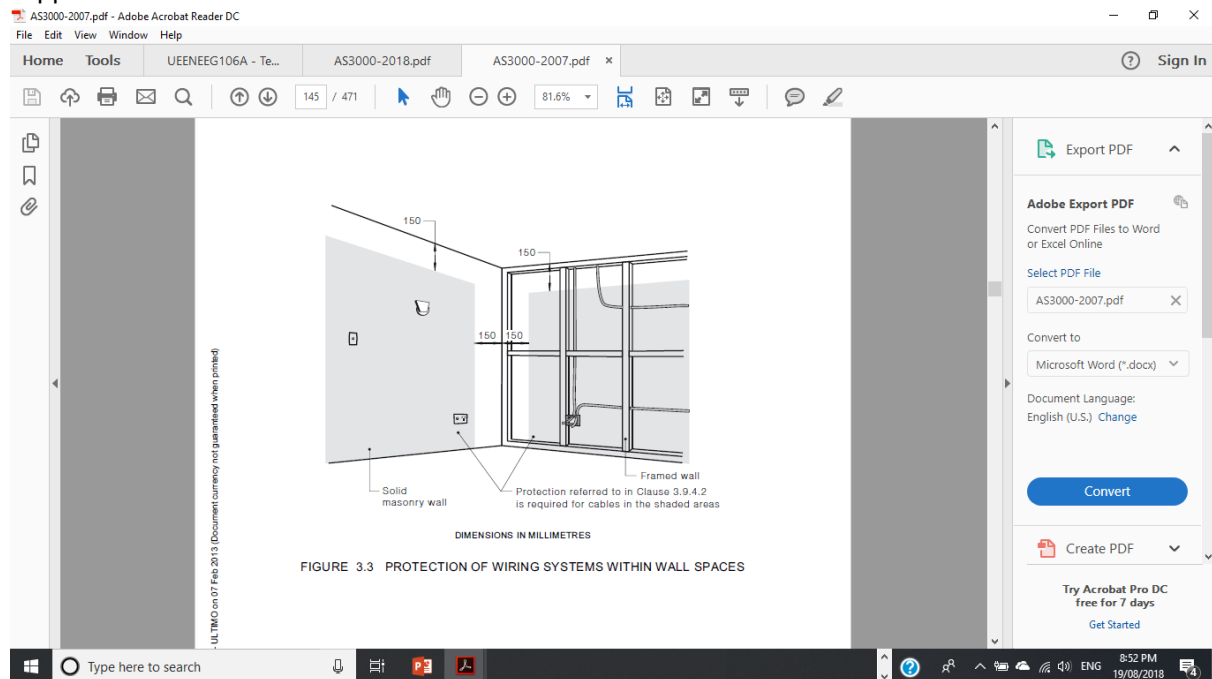 AS3000-2007.pdf - Adobe Acrobat Reader DC
File Edit View Window Help
Home Tools UEENEEG106A - Te... AS3000-2018.pdf AS3000-2007.pdf × ? Sign In
145 / 471 81.6%
Export PDF
Adobe Export PDF
Convert PDF Files to Word
or Excel Online
Select PDF File
AS3000-2007.pdf
Convert to
Microsoft Word (*.docx)
Document Language:
English (U.S.) Change
Convert
Create PDF
Try Acrobat Pro DC
free for 7 days
Get Started
150
150
150 150
Solid
masonry wall
Framed wall
Protection referred to in Clause 3.9.4.2
is required for cables in the shaded areas
DIMENSIONS IN MILLIMETRES
FIGURE 3.3 PROTECTION OF WIRING SYSTEMS WITHIN WALL SPACES
- ULTIMO on 07 Feb 2013 (Document currency not guaranteed when printed)
Type here to search
ENG
8:52 PM
19/08/2018
4